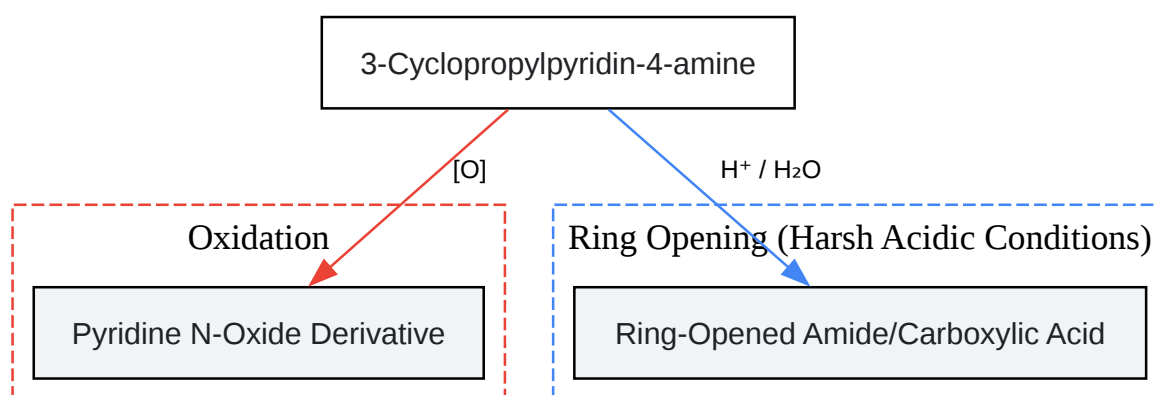 3-Cyclopropylpyridin-4-amine
[O]
H⁺ / H₂O
Oxidation
Ring Opening (Harsh Acidic Conditions)
Pyridine N-Oxide Derivative
Ring-Opened Amide/Carboxylic Acid